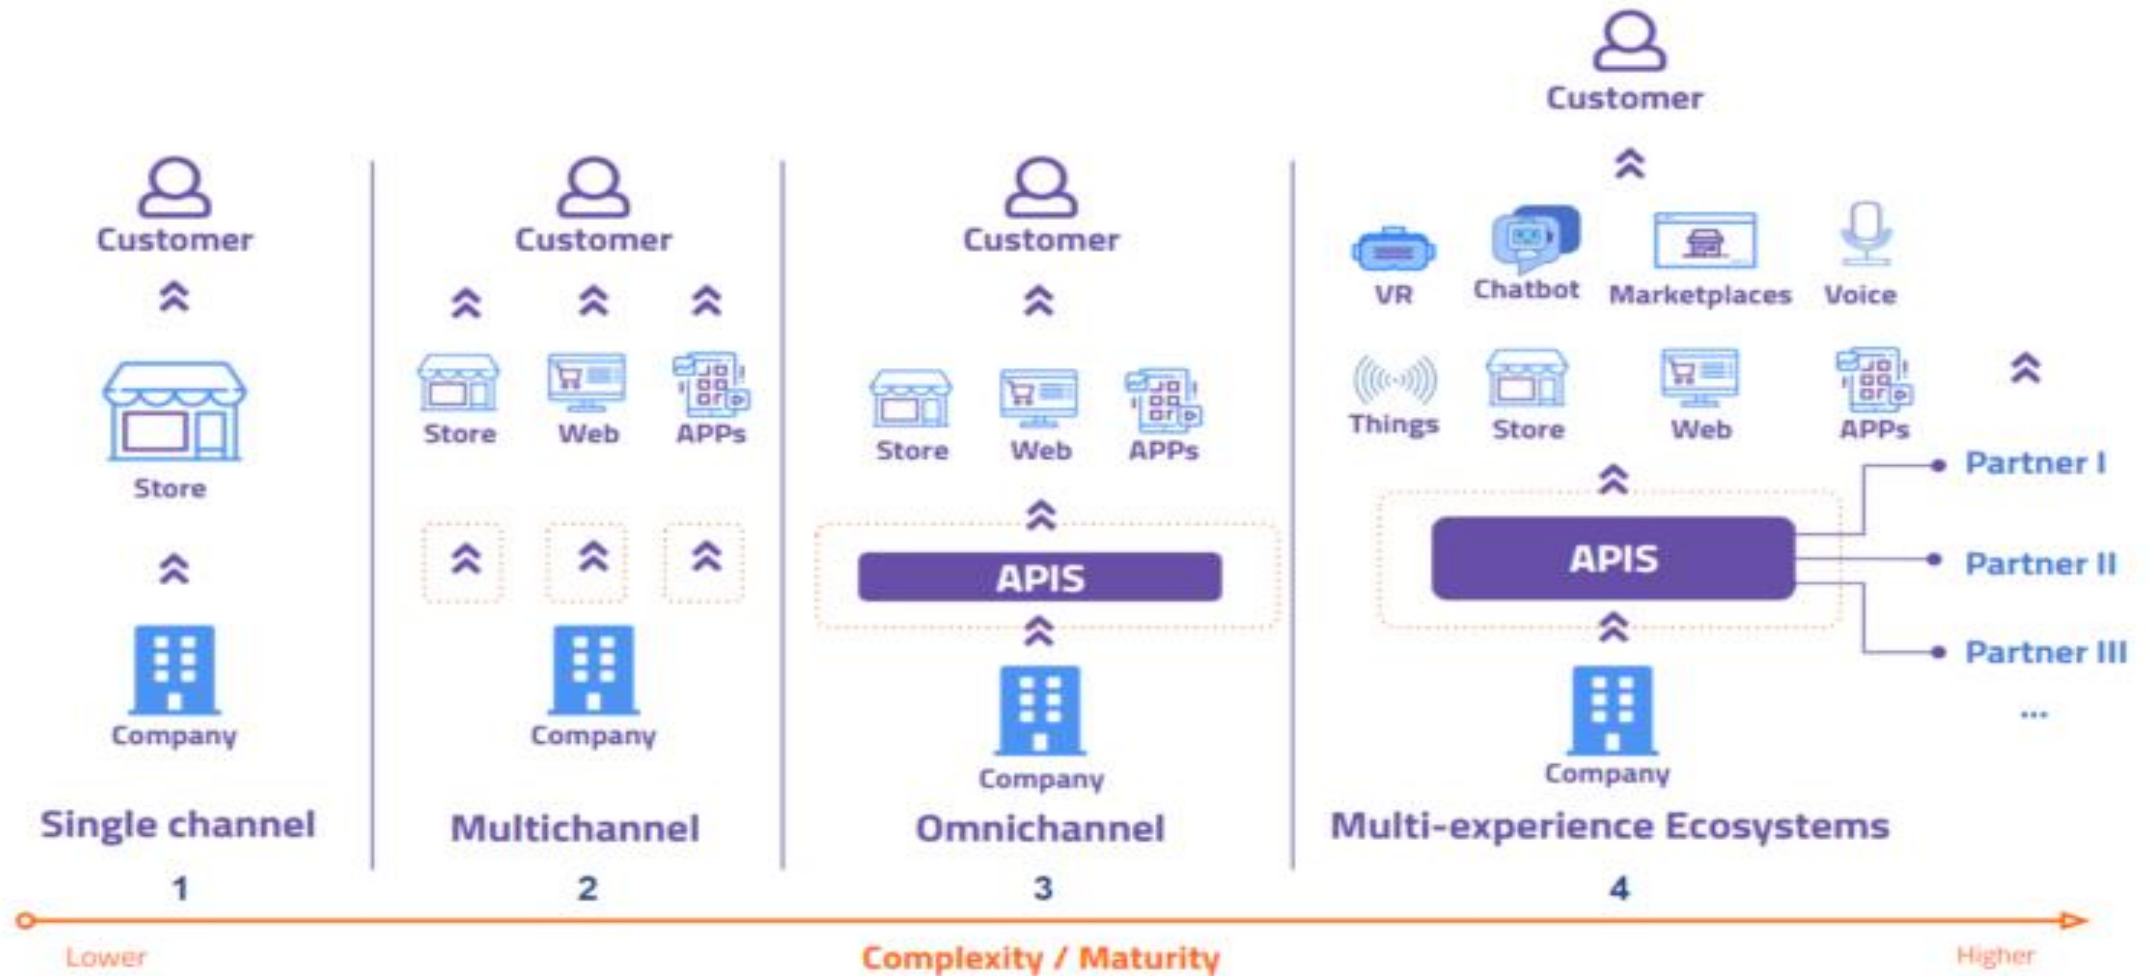 Customer
Store
Company
Single channel
1
Customer
Store Web APPs
Company
Multichannel
2
Customer
Store Web APPs
APIS
Company
Omnichannel
3
Customer
VR Chatbot Marketplaces Voice
Things Store Web APPs
APIS
Partner I
Partner II
Partner III
...
Company
Multi-experience Ecosystems
4
Lower
Complexity / Maturity
Higher